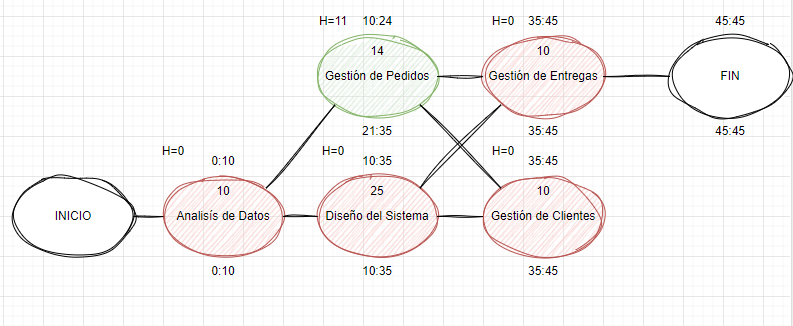 H=11 10:24
14
Gestión de Pedidos
21:35
H=0 35:45
10
Gestión de Entregas
35:45
45:45
FIN
45:45
INICIO
H=0
0:10
10
Analisís de Datos
0:10
H=0 10:35
25
Diseño del Sistema
10:35
H=0 35:45
10
Gestión de Clientes
35:45